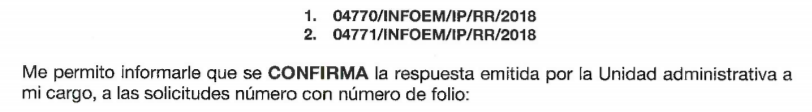 1. 04770/INFOEM/IP/RR/2018
2. 04771/INFOEM/IP/RR/2018
Me permito informarle que se CONFIRMA la respuesta emitida por la Unidad administrativa a
mi cargo, a las solicitudes número con número de folio: